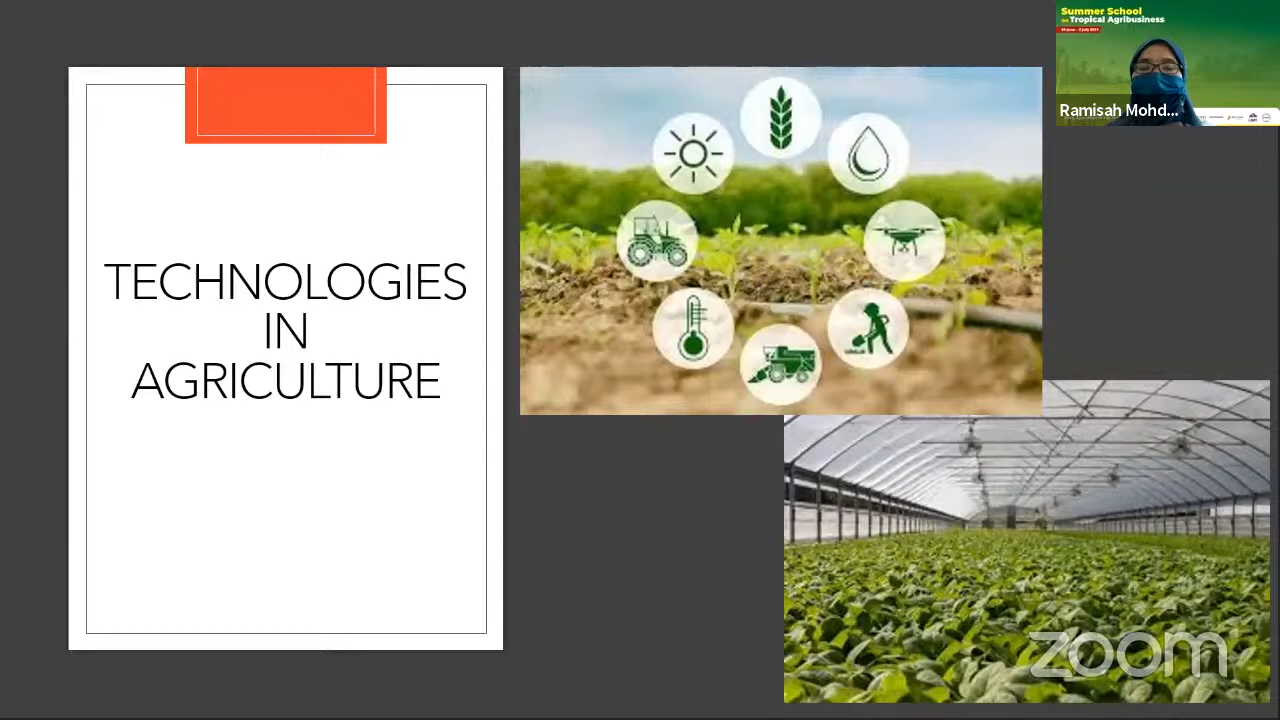 TECHNOLOGIES
IN
AGRICULTURE
Summer School
on Tropical Agribusiness
Ramisah Mohd...
zoom